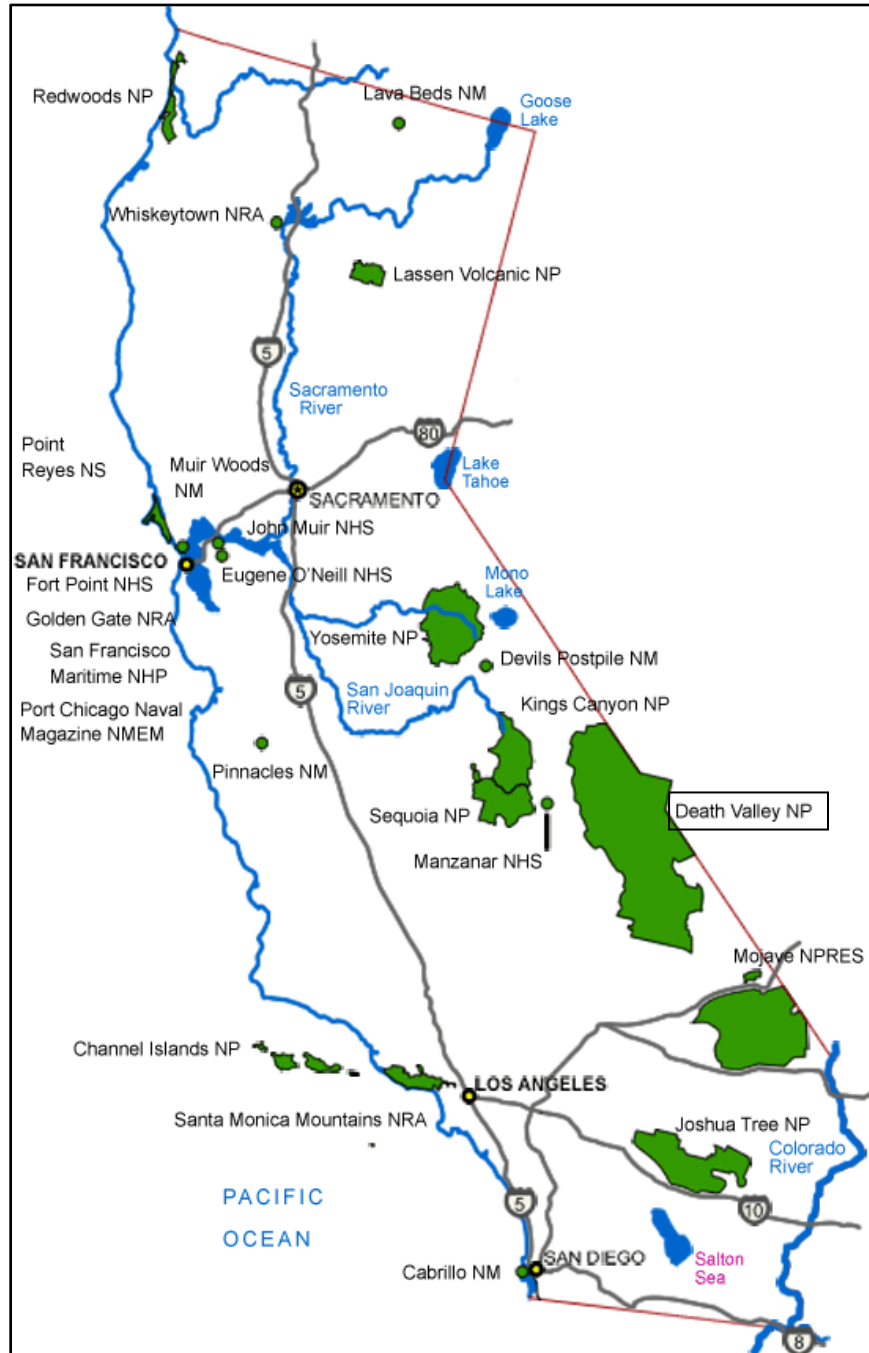 Redwoods NP
Lava Beds NM
Goose
Lake
Whiskeytown NRA
Lassen Volcanic NP
5
Sacramento
River
80
Point
Reyes NS
Muir Woods
NM
Lake
Tahoe
SACRAMENTO
John Muir NHS
SAN FRANCISCO
Eugene O'Neill NHS
Fort Point NHS
Mono
Lake
Golden Gate NRA
Yosemite NP
San Francisco
Maritime NHP
Devils Postpile NM
San Joaquin
River
5
Kings Canyon NP
Port Chicago Naval
Magazine NMEM
Pinnacles NM
Sequoia NP
Death Valley NP
Manzanar NHS
Mojave NPRES
Channel Islands NP
LOS ANGELES
Santa Monica Mountains NRA
Joshua Tree NP
Colorado
River
PACIFIC
OCEAN
5
10
SAN DIEGO
Salton
Sea
Cabrillo NM
8